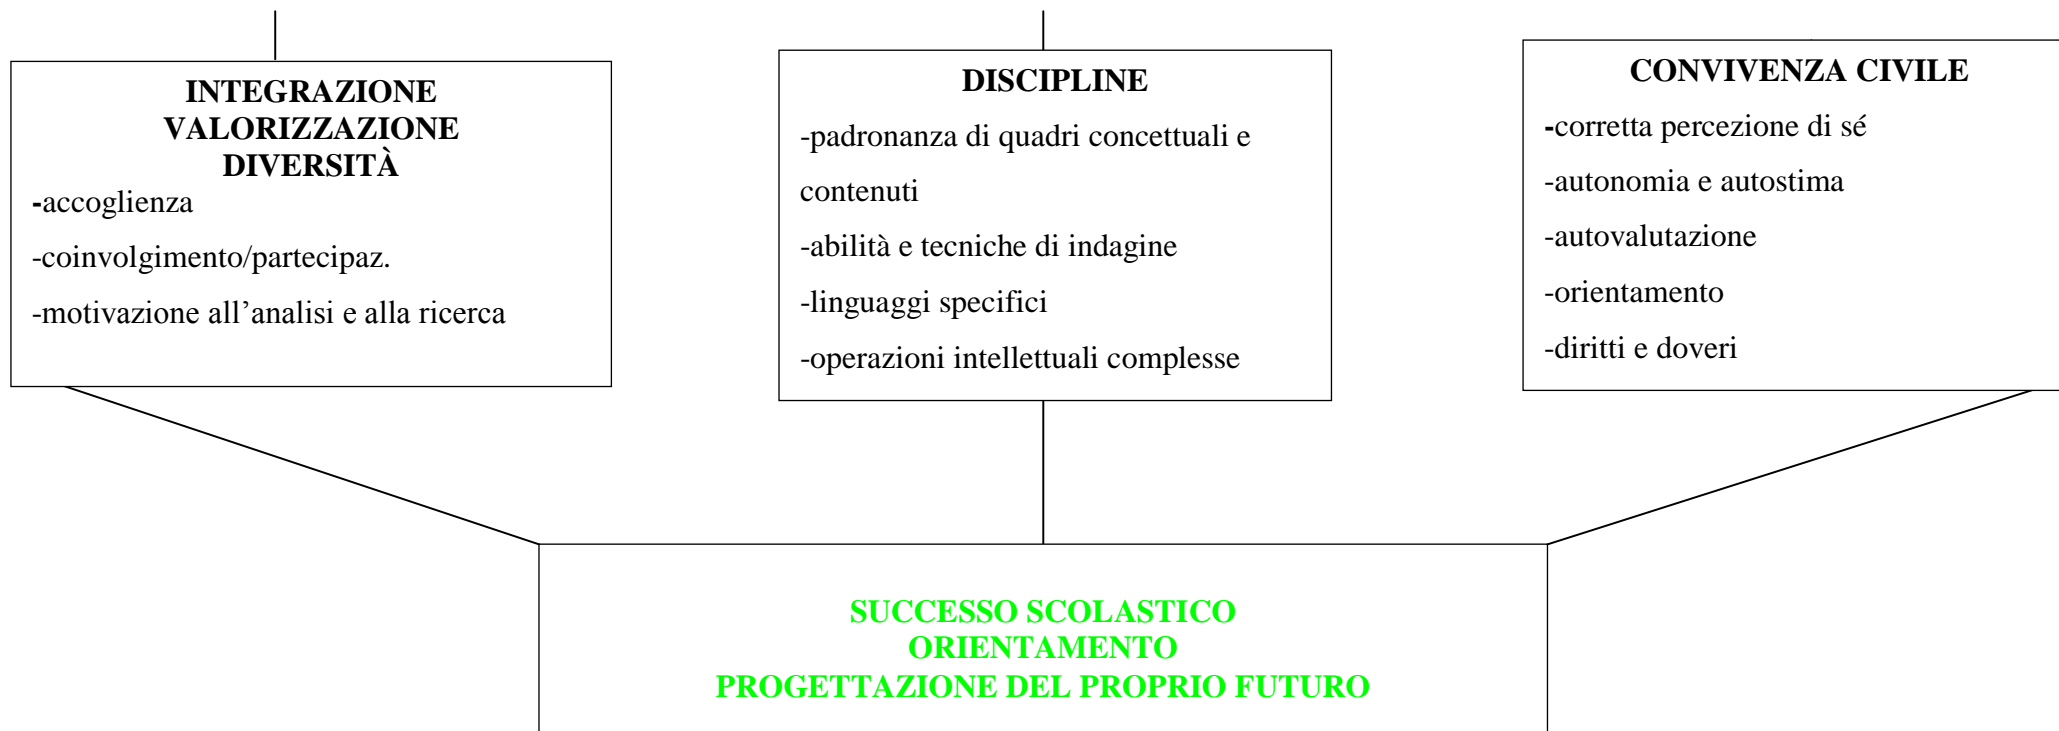 INTEGRAZIONE
VALORIZZAZIONE
DIVERSITÀ
-accoglienza
-coinvolgimento/partecipaz.
-motivazione all’analisi e alla ricerca
DISCIPLINE
-padronanza di quadri concettuali e
contenuti
-abilità e tecniche di indagine
-linguaggi specifici
-operazioni intellettuali complesse
CONVIVENZA CIVILE
-corretta percezione di sé
-autonomia e autostima
-autovalutazione
-orientamento
-diritti e doveri
SUCCESSO SCOLASTICO
ORIENTAMENTO
PROGETTAZIONE DEL PROPRIO FUTURO